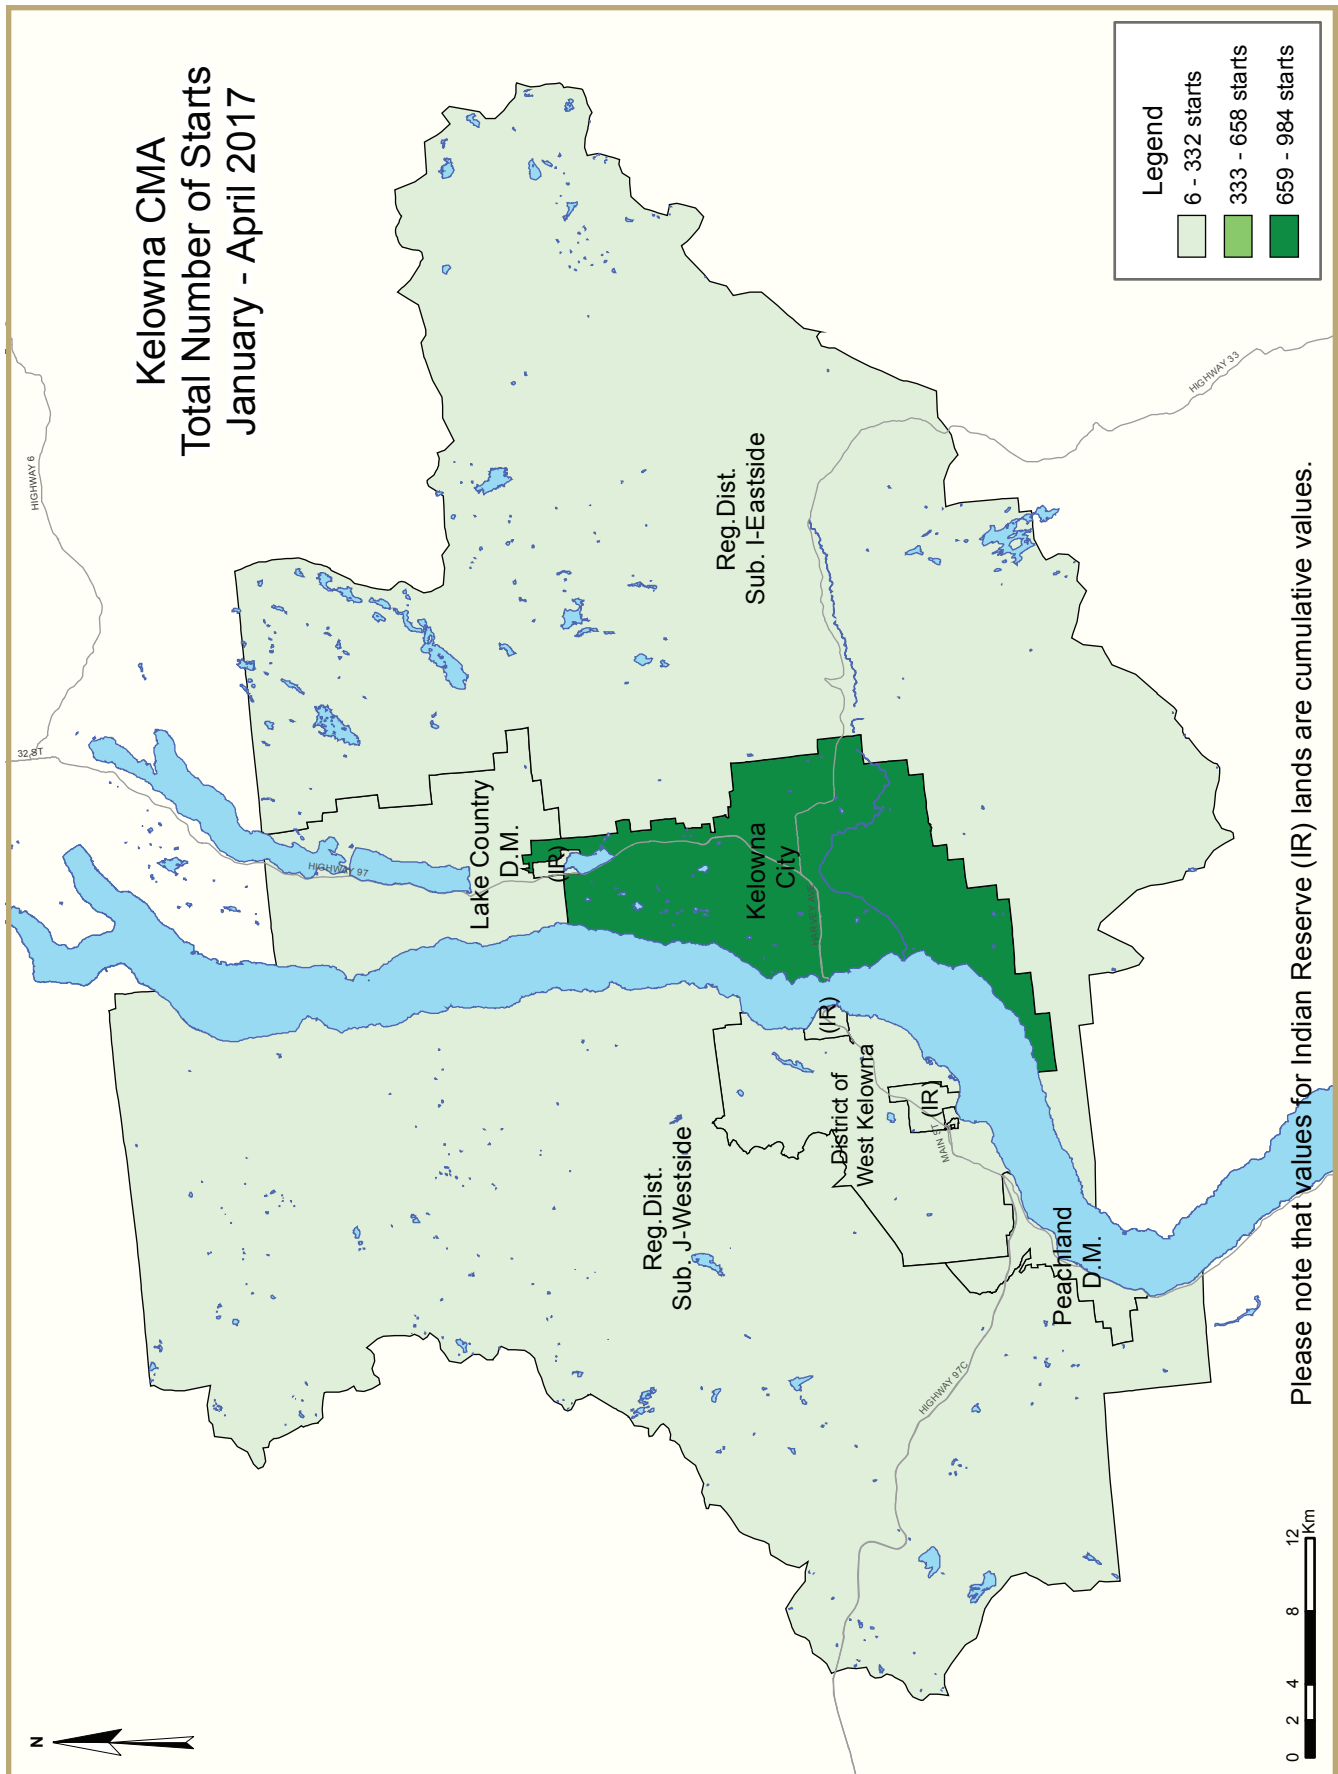 Kelowna CMA
Total Number of Starts
January - April 2017
N
HIGHWAY 6
32 ST
HIGHWAY 97
Lake Country
D.M.
(IR)
Kelowna
City
Reg.Dist.
Sub. I-Eastside
HIGHWAY 33
(IR)
District of
West Kelowna
(IR)
MAIN ST
Reg.Dist.
Sub. J-Westside
Peachland
D.M.
HIGHWAY 97C
Legend
6 - 332 starts
333 - 658 starts
659 - 984 starts
0 2 4 8 12
Km
Please note that values for Indian Reserve (IR) lands are cumulative values.